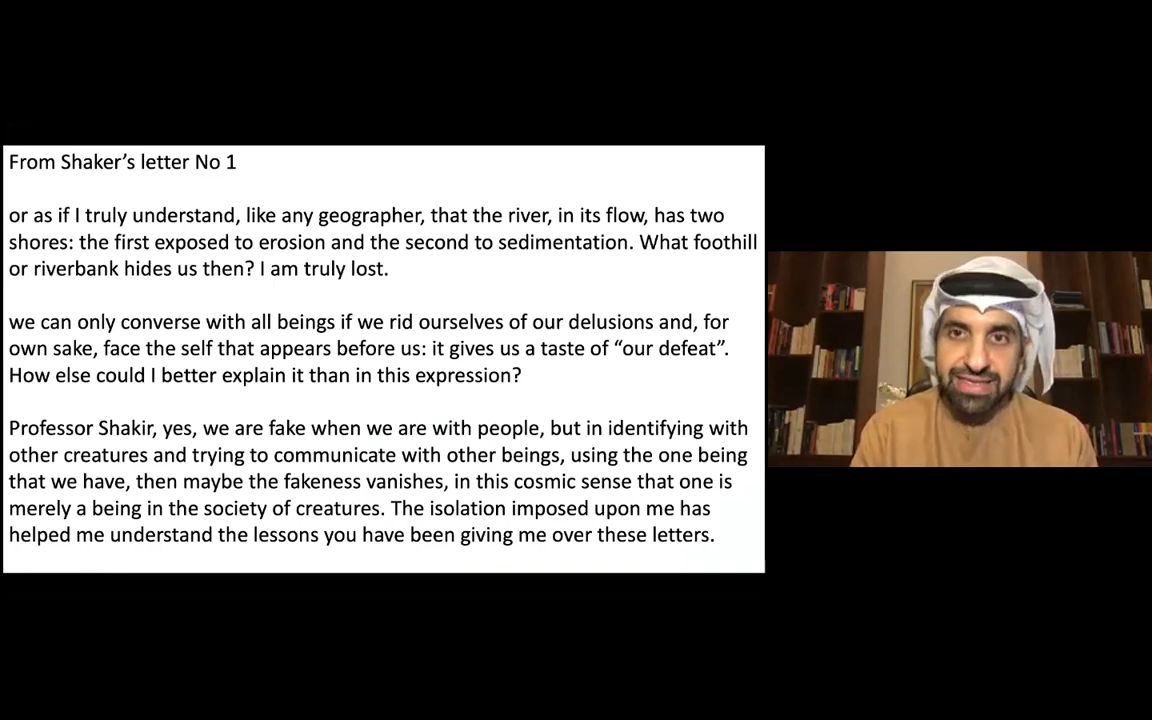 From Shaker’s letter No 1
or as if I truly understand, like any geographer, that the river, in its flow, has two
shores: the first exposed to erosion and the second to sedimentation. What foothill
or riverbank hides us then? I am truly lost.
we can only converse with all beings if we rid ourselves of our delusions and, for
own sake, face the self that appears before us: it gives us a taste of “our defeat”.
How else could I better explain it than in this expression?
Professor Shakir, yes, we are fake when we are with people, but in identifying with
other creatures and trying to communicate with other beings, using the one being
that we have, then maybe the fakeness vanishes, in this cosmic sense that one is
merely a being in the society of creatures. The isolation imposed upon me has
helped me understand the lessons you have been giving me over these letters.